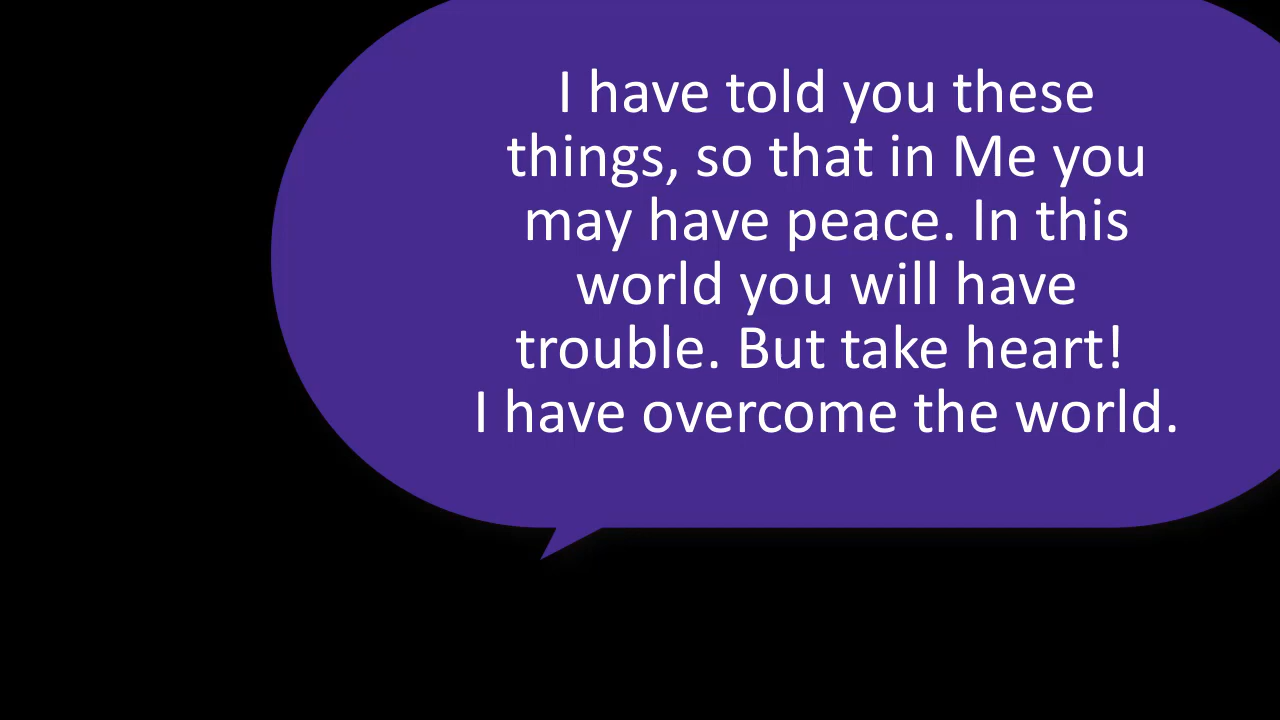 I have told you these
things, so that in Me you
may have peace. In this
world you will have
trouble. But take heart!
I have overcome the world.